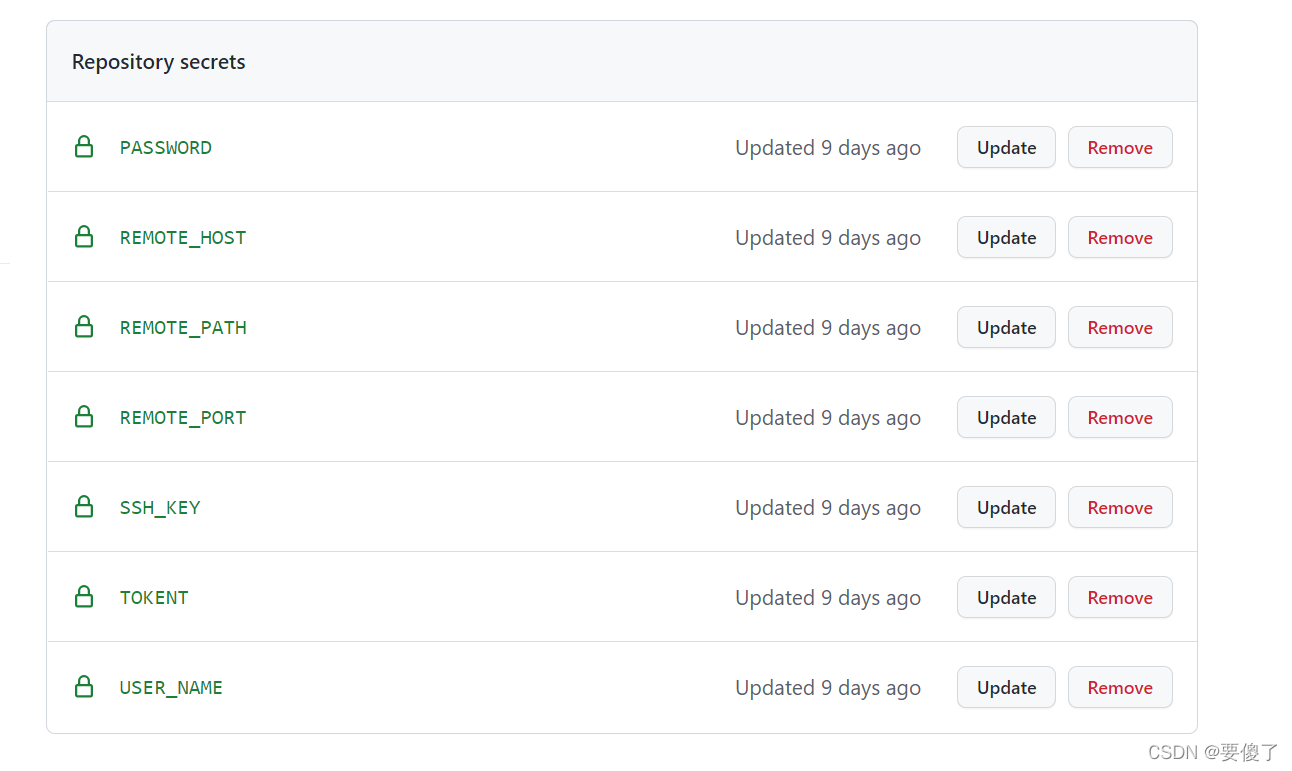 Repository secrets
PASSWORD Updated 9 days ago Update Remove
REMOTE_HOST Updated 9 days ago Update Remove
REMOTE_PATH Updated 9 days ago Update Remove
REMOTE_PORT Updated 9 days ago Update Remove
SSH_KEY Updated 9 days ago Update Remove
TOKENT Updated 9 days ago Update Remove
USER_NAME Updated 9 days ago Update Remove
CSDN @要傻了